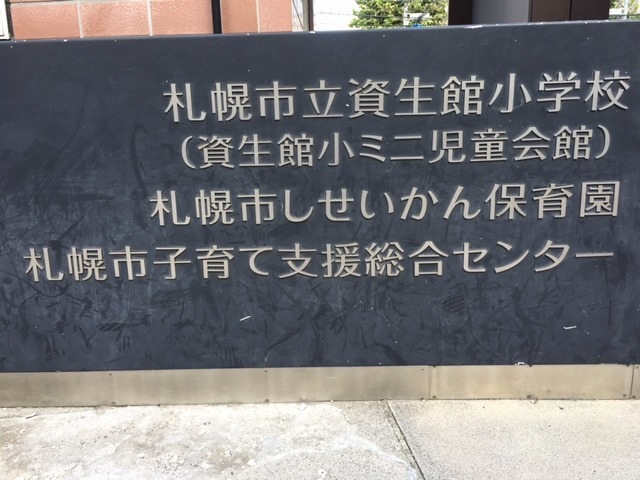 札幌市立資生館小学校
（資生館小ミニ児童会館）
札幌市しせいかん保育園
札幌市子育て支援総合センター